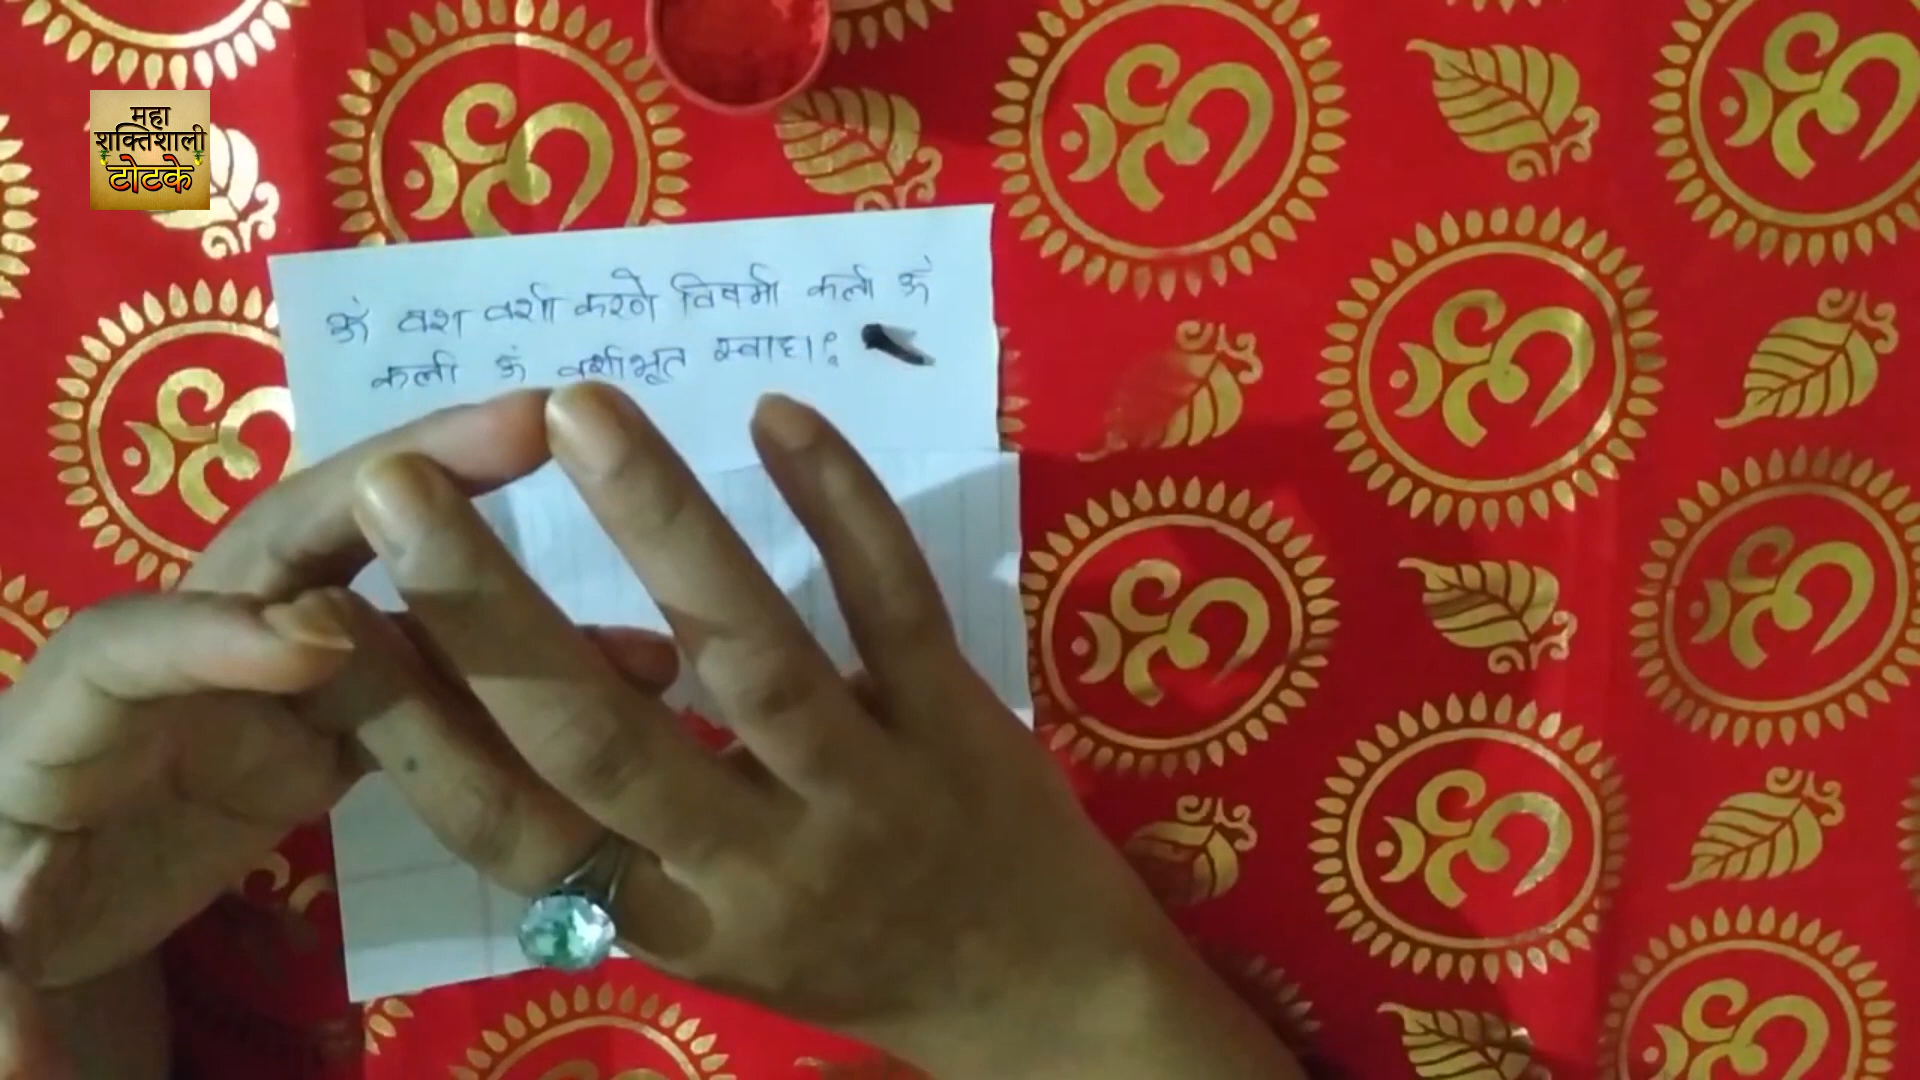 महा
शक्तिशाली
टोटके
ॐ वश वशी करणे विषमी कली ॐ
कली ॐ वशीभूत स्वाहा